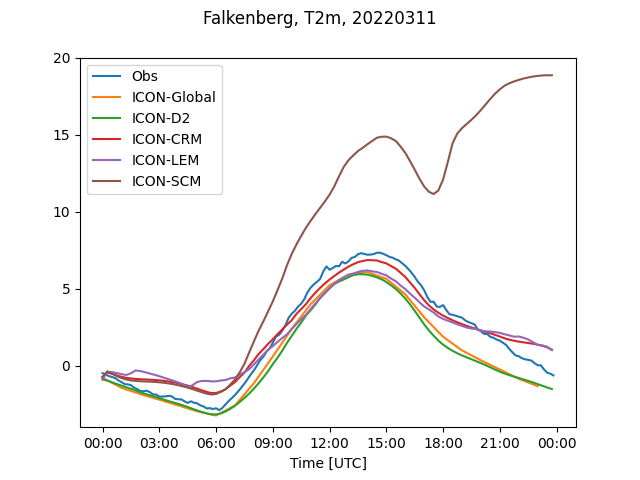 Falkenberg, T2m, 20220311
20
15
10
5
0
Obs
ICON-Global
ICON-D2
ICON-CRM
ICON-LEM
ICON-SCM
00:00 03:00 06:00 09:00 12:00 15:00 18:00 21:00 00:00
Time [UTC]